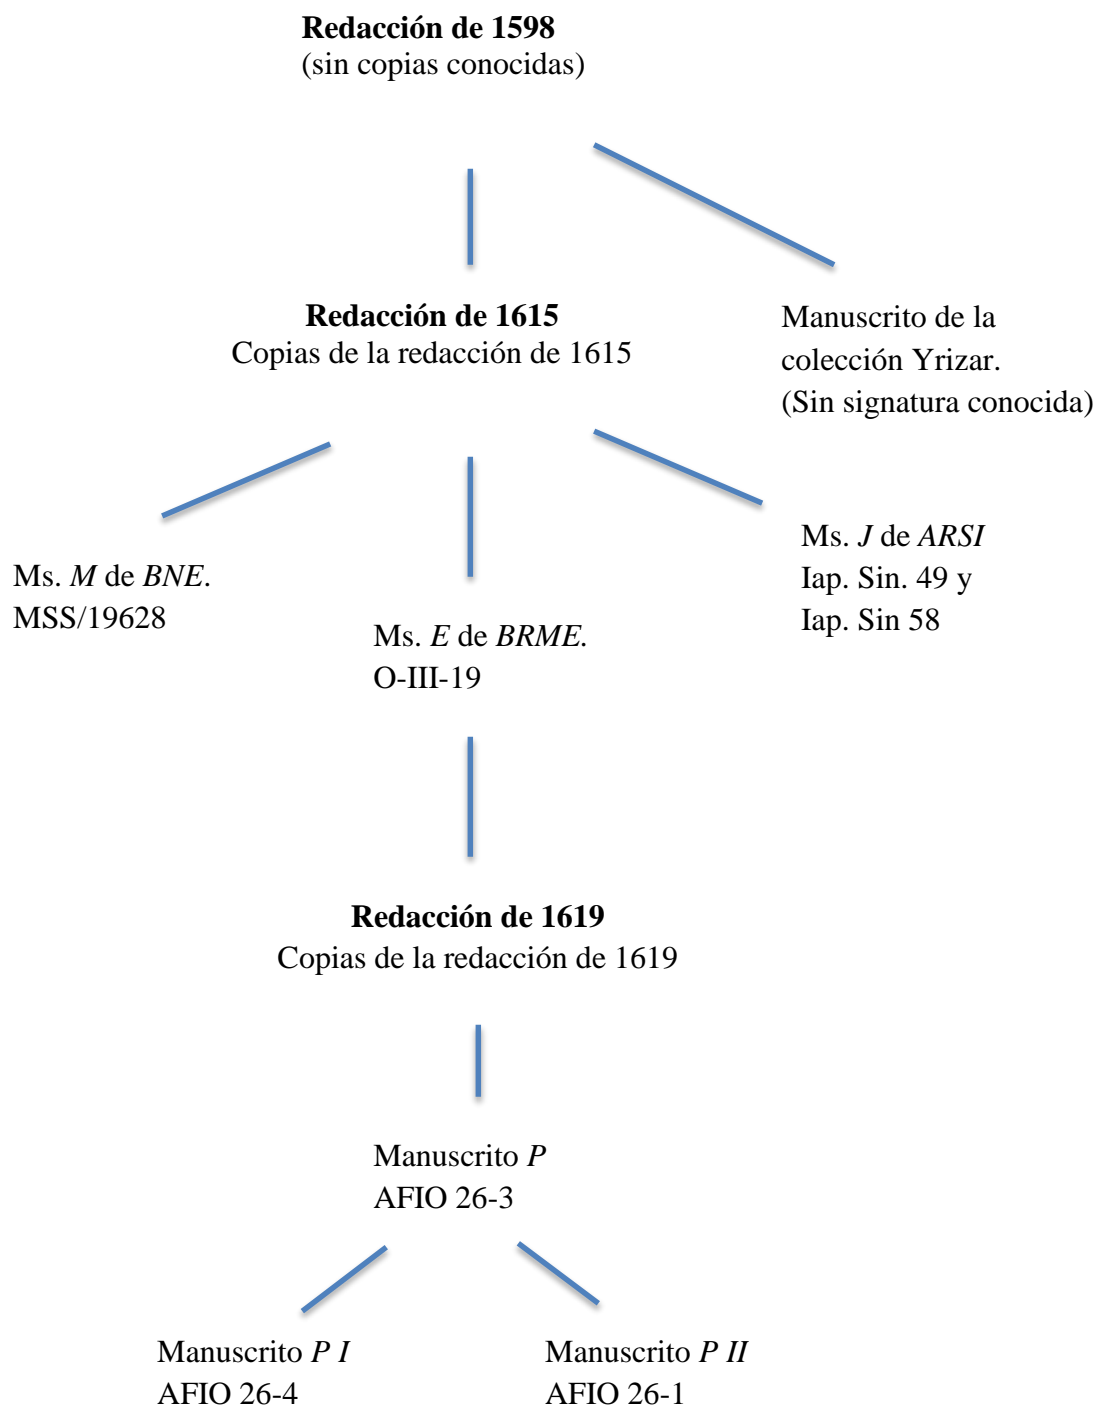 Redacción de 1598
(sin copias conocidas)
Redacción de 1615
Copias de la redacción de 1615
Manuscrito de la
colección Yrizar.
(Sin signatura conocida)
Ms. M de BNE.
MSS/19628
Ms. E de BRME.
O-III-19
Ms. J de ARSI
Iap. Sin. 49 y
Iap. Sin 58
Redacción de 1619
Copias de la redacción de 1619
Manuscrito P
AFIO 26-3
Manuscrito P I
AFIO 26-4
Manuscrito P II
AFIO 26-1